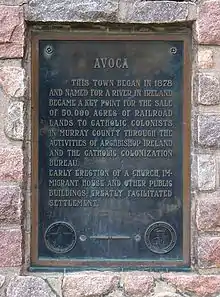 AVOCA
THIS TOWN BEGAN IN 1878
AND NAMED FOR A RIVER IN IRELAND
BECAME A KEY POINT FOR THE SALE
OF 50,000 ACRES OF RAILROAD
LANDS TO CATHOLIC COLONISTS
IN MURRAY COUNTY THROUGH THE
ACTIVITIES OF ARCHBISHOP IRELAND
AND THE CATHOLIC COLONIZATION
BUREAU.
EARLY ERECTION OF A CHURCH, IM-
MIGRANT HOUSE AND OTHER PUBLIC
BUILDINGS, GREATLY FACILITATED
SETTLEMENT.